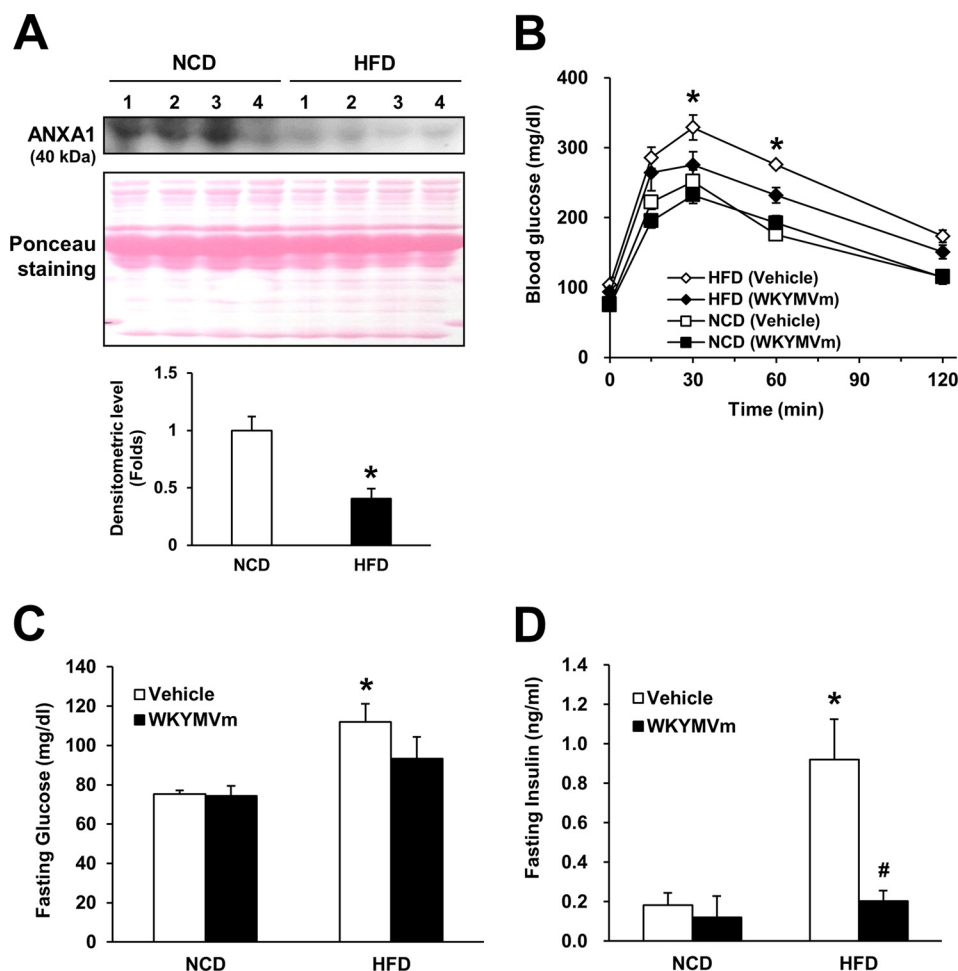 A
NCD HFD
1 2 3 4 1 2 3 4
ANXA1
(40 kDa)
Ponceau
staining
Densitometric level
(Folds)
1.5
1
0.5
0
*
NCD HFD
B
Blood glucose (mg/dl)
400
300
200
100
0
* *
HFD (Vehicle)
HFD (WKYMVm)
NCD (Vehicle)
NCD (WKYMVm)
0 30 60 90 120
Time (min)
C
Fasting Glucose (mg/dl)
140
120
100
80
60
40
20
0
Vehicle
WKYMVm
*
NCD HFD
D
Fasting Insulin (ng/ml)
1.4
1.2
1.0
0.8
0.6
0.4
0.2
0.0
Vehicle
WKYMVm
*
#
NCD HFD